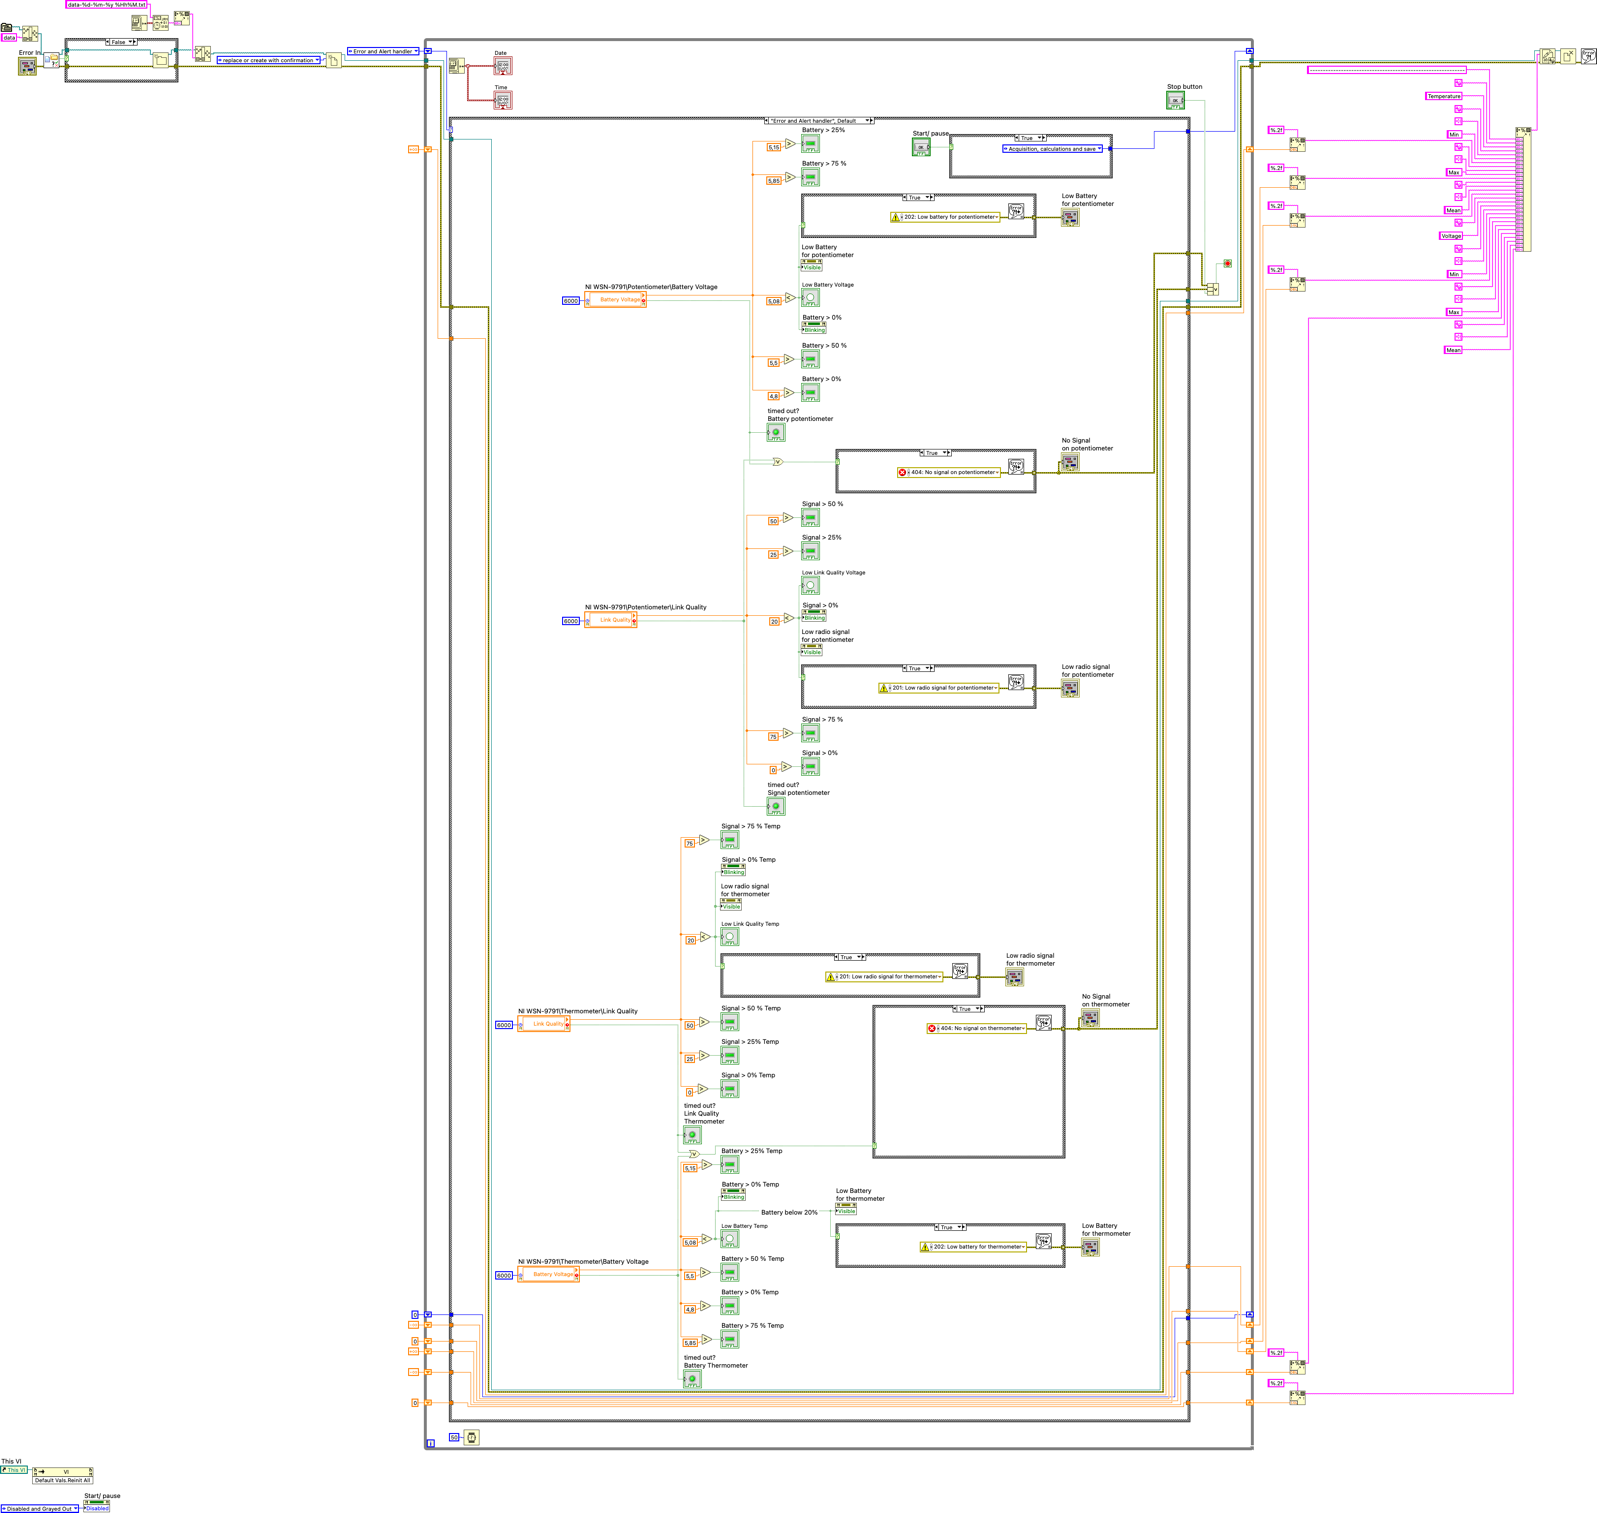 data-%d-%m-%y %Hh%M.txt
data
Error In
False
replace or create with confirmation
Error and Alert handler
Date
Time
Stop button
"Error and Alert handler", Default
Battery > 25%
5,15
Start/ pause
OK
True
Acquisition, calculations and save
OK
Battery > 75 %
5,85
True
202: Low battery for potentiometer
Low Battery
for potentiometer
Low Battery
for potentiometer
Visible
NI WSN-9791\Potentiometer\Battery Voltage
6000
Battery Voltage
Low Battery Voltage
5,08
Battery > 0%
Blinking
Battery > 50 %
5,5
Battery > 0%
4,8
timed out?
Battery potentiometer
True
404: No signal on potentiometer
No Signal
on potentiometer
Signal > 50 %
50
Signal > 25%
25
Low Link Quality Voltage
NI WSN-9791\Potentiometer\Link Quality
6000
Link Quality
Signal > 0%
20
Blinking
Low radio signal
for potentiometer
Visible
True
201: Low radio signal for potentiometer
Low radio signal
for potentiometer
Signal > 75 %
75
Signal > 0%
0
timed out?
Signal potentiometer
Signal > 75 % Temp
75
Signal > 0% Temp
Blinking
Low radio signal
for thermometer
Visible
Low Link Quality Temp
20
True
201: Low radio signal for thermometer
Low radio signal
for thermometer
No Signal
on thermometer
NI WSN-9791\Thermometer\Link Quality
6000
Link Quality
Signal > 50 % Temp
50
True
404: No signal on thermometer
Signal > 25% Temp
25
Signal > 0% Temp
0
timed out?
Link Quality
Thermometer
Battery > 25% Temp
5,15
Battery > 0% Temp
Blinking
Low Battery
for thermometer
Visible
Battery below 20%
Low Battery Temp
5,08
True
202: Low battery for thermometer
Low Battery
for thermometer
NI WSN-9791\Thermometer\Battery Voltage
6000
Battery Voltage
Battery > 50 % Temp
5,5
Battery > 0% Temp
4,8
Battery > 75 % Temp
5,85
timed out?
Battery Thermometer
0
0
0
50
i
%.2f
%.2f
%.2f
%.2f
%.2f
%.2f
Temperature
Min
Max
Mean
Voltage
Min
Max
Mean
This VI
This VI
VI
Default Vals.Reinit All
Start/ pause
Disabled and Grayed Out
Disabled